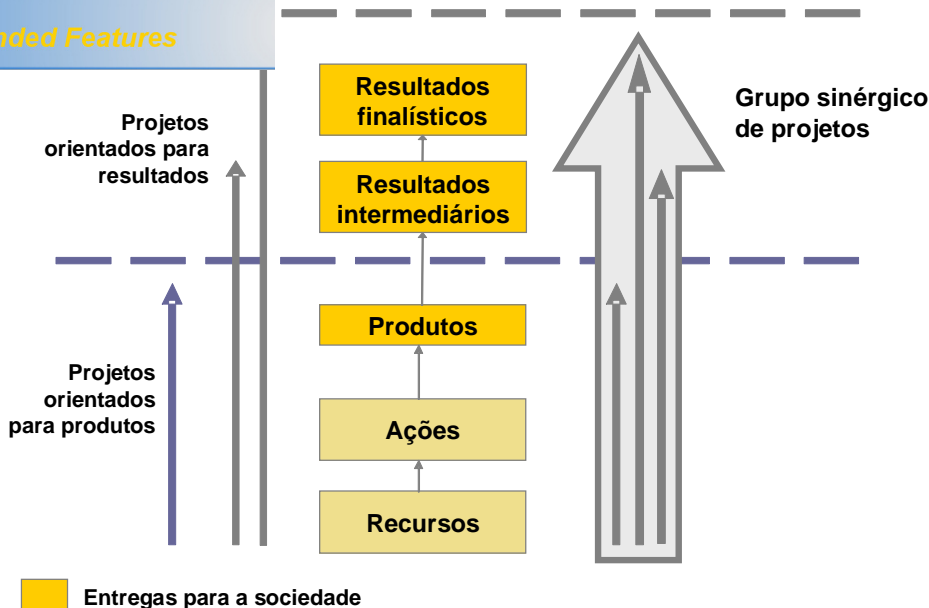 Features
Projetos
orientados para
resultados
Resultados
finalísticos
Grupo sinérgico
de projetos
Resultados
intermediários
Produtos
Projetos
orientados
para produtos
Ações
Recursos
Entregas para a sociedade